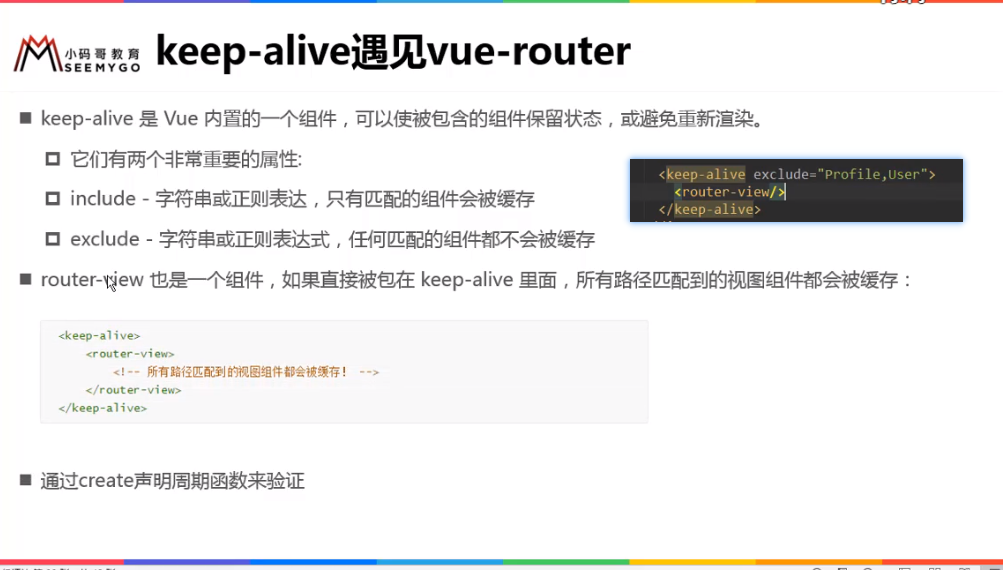 小码哥教育
SEEMYGO
keep-alive遇见vue-router
keep-alive 是 Vue 内置的一个组件，可以使被包含的组件保留状态，或避免重新渲染。
它们有两个非常重要的属性:
include - 字符串或正则表达，只有匹配的组件会被缓存
exclude - 字符串或正则表达式，任何匹配的组件都不会被缓存
<keep-alive exclude="Profile,User">
<router-view/>
</keep-alive>
router-view 也是一个组件，如果直接被包在 keep-alive 里面，所有路径匹配到的视图组件都会被缓存：
<keep-alive>
<router-view>
<!-- 所有路径匹配到的视图组件都会被缓存！ -->
</router-view>
</keep-alive>
通过create声明周期函数来验证